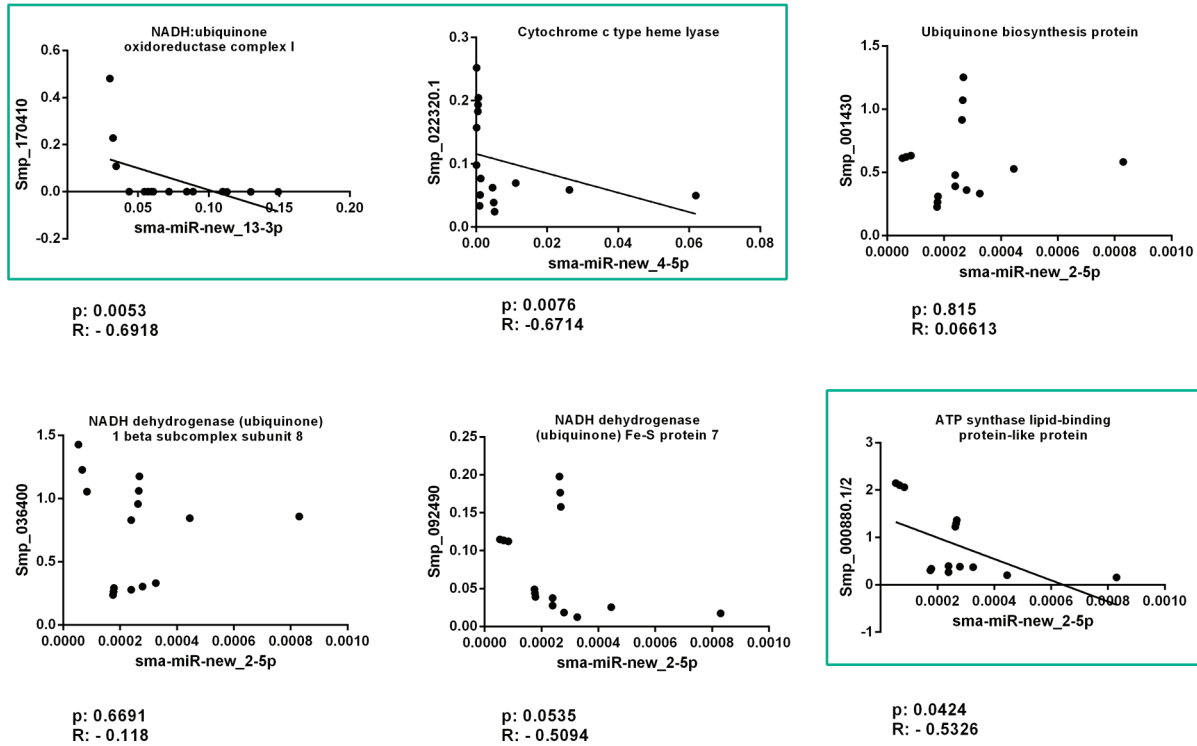 NADH:ubiquinone
oxidoreductase complex I
0.6
0.4
0.2
0.0
-0.2
Smp_170410
0.05
0.10
0.15
0.20
sma-miR-new_13-3p
p: 0.0053
R: - 0.6918
Cytochrome c type heme lyase
0.3
0.2
0.1
0.0
Smp_022320.1
0.00
0.02
0.04
0.06
0.08
sma-miR-new_4-5p
p: 0.0076
R: -0.6714
Ubiquinone biosynthesis protein
1.5
1.0
0.5
0.0
Smp_001430
0.0000
0.0002
0.0004
0.0006
0.0008
0.0010
sma-miR-new_2-5p
p: 0.815
R: 0.06613
NADH dehydrogenase (ubiquinone)
1 beta subcomplex subunit 8
1.5
1.0
0.5
0.0
Smp_036400
0.0000
0.0002
0.0004
0.0006
0.0008
0.0010
sma-miR-new_2-5p
p: 0.6691
R: - 0.118
NADH dehydrogenase
(ubiquinone) Fe-S protein 7
0.25
0.20
0.15
0.10
0.05
0.00
Smp_092490
0.0000
0.0002
0.0004
0.0006
0.0008
0.0010
sma-miR-new_2-5p
p: 0.0535
R: - 0.5094
ATP synthase lipid-binding
protein-like protein
3
2
1
0
-1
Smp_000880.1/2
0.0002
0.0004
0.0006
0.0008
0.0010
sma-miR-new_2-5p
p: 0.0424
R: - 0.5326